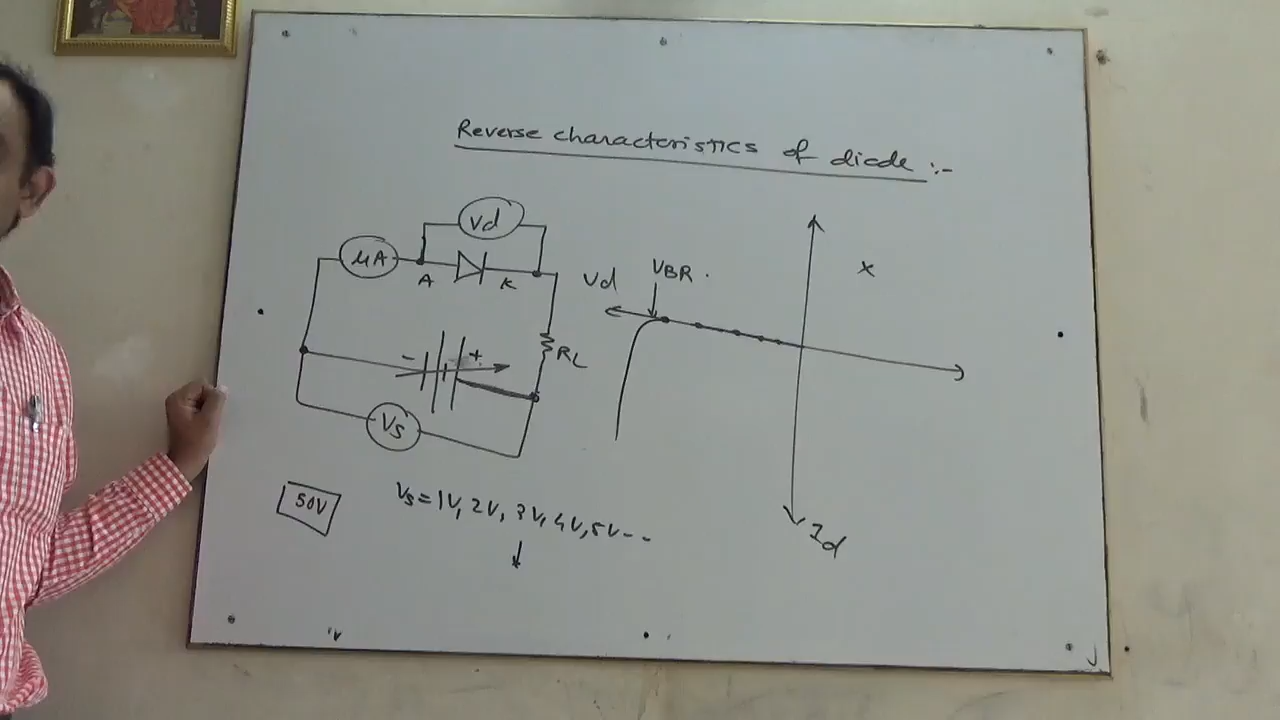 Reverse characteristics of diode :-
Vd
μA
A
K
Vd
VBR
x
- +
RL
Vs
50V
Vs = 1V, 2V, 3V, 4V, 5V - -
Id